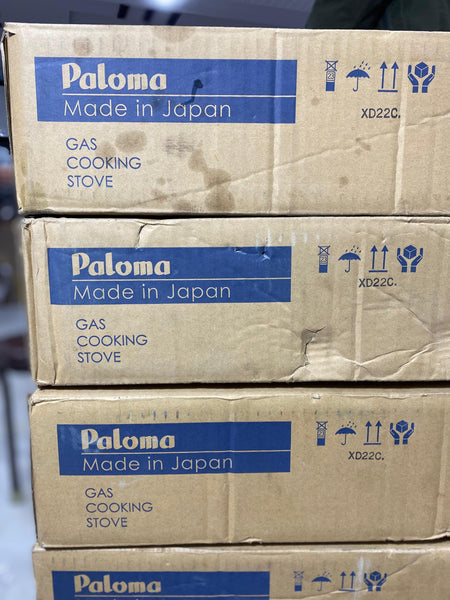 Paloma
Made in Japan
GAS
COOKING
STOVE
XD22C.
Paloma
Made in Japan
GAS
COOKING
STOVE
XD22C.
Paloma
Made in Japan
GAS
COOKING
STOVE
XD22C.
Paloma